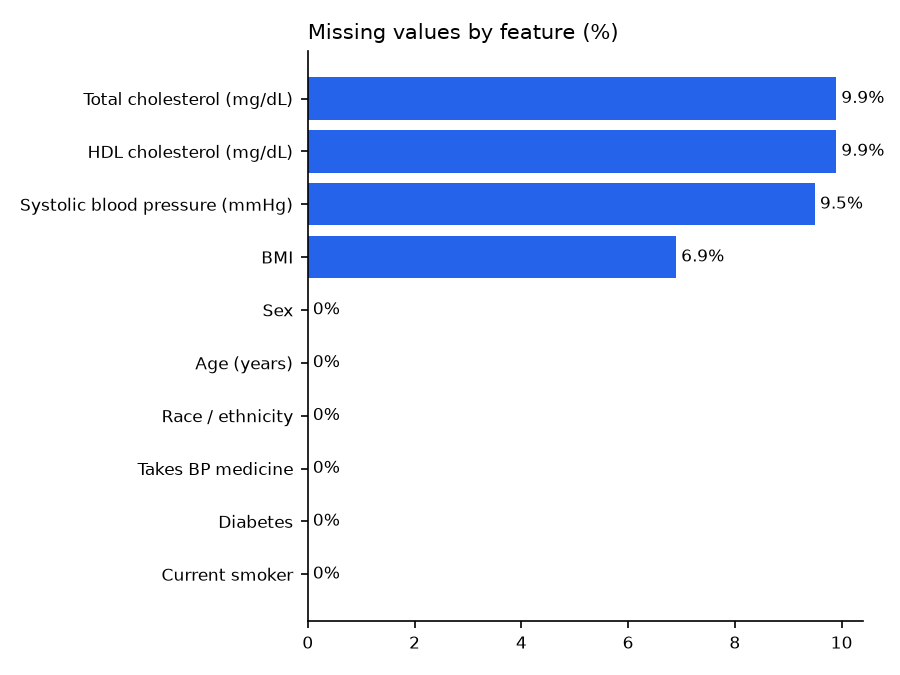 Missing values by feature (%)
Total cholesterol (mg/dL) 9.9%
HDL cholesterol (mg/dL) 9.9%
Systolic blood pressure (mmHg) 9.5%
BMI 6.9%
Sex 0%
Age (years) 0%
Race / ethnicity 0%
Takes BP medicine 0%
Diabetes 0%
Current smoker 0%
0 2 4 6 8 10